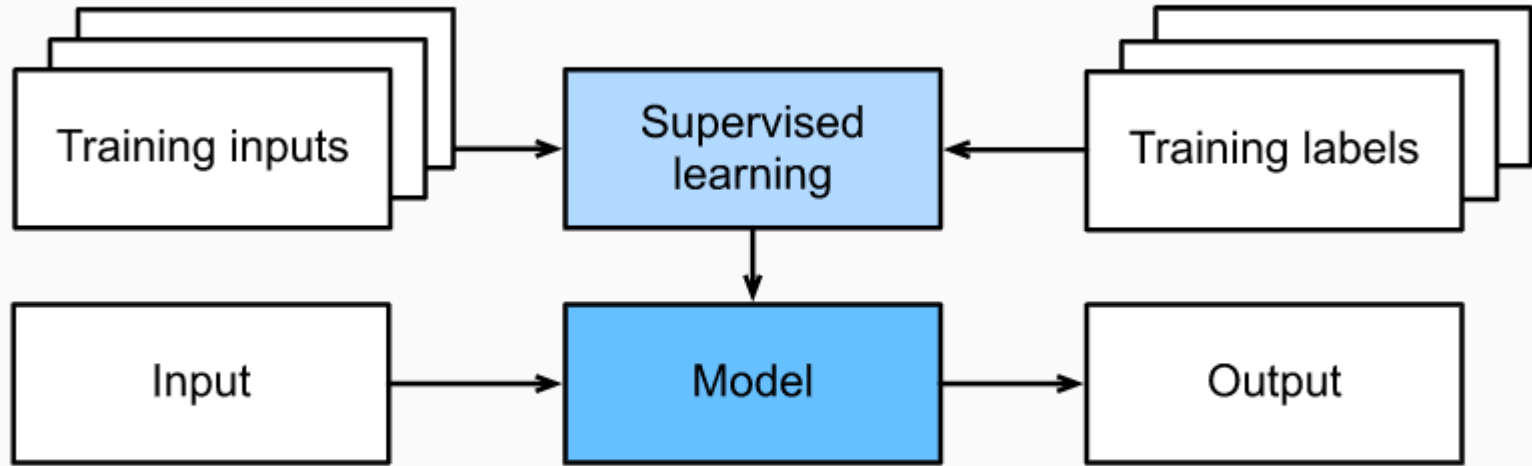 Training inputs
Supervised
learning
Training labels
Input
Model
Output